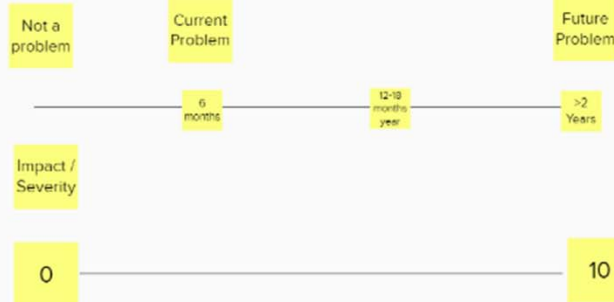 Not a
problem
Current
Problem
Future
Problem
6
months
12-18
months
year
>2
Years
Impact /
Severity
0
10